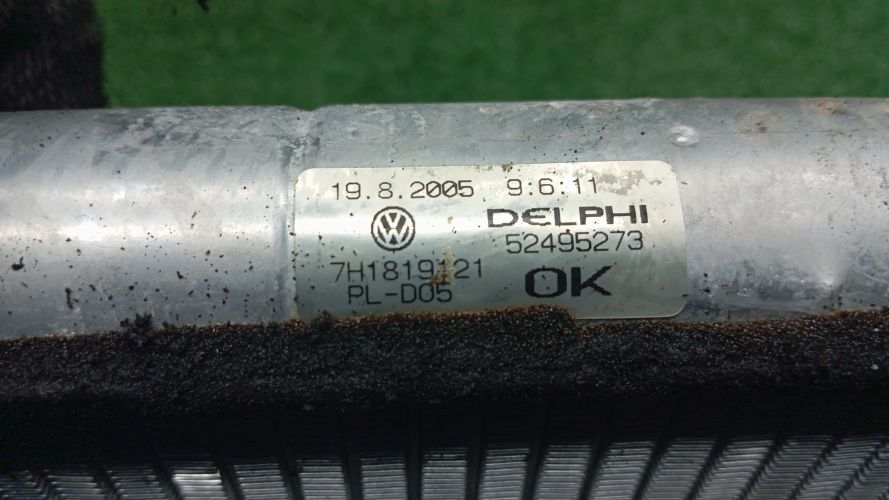 19.8.2005 9:6:11
DELPHI
52495273
7H1819121
PL-D05
OK